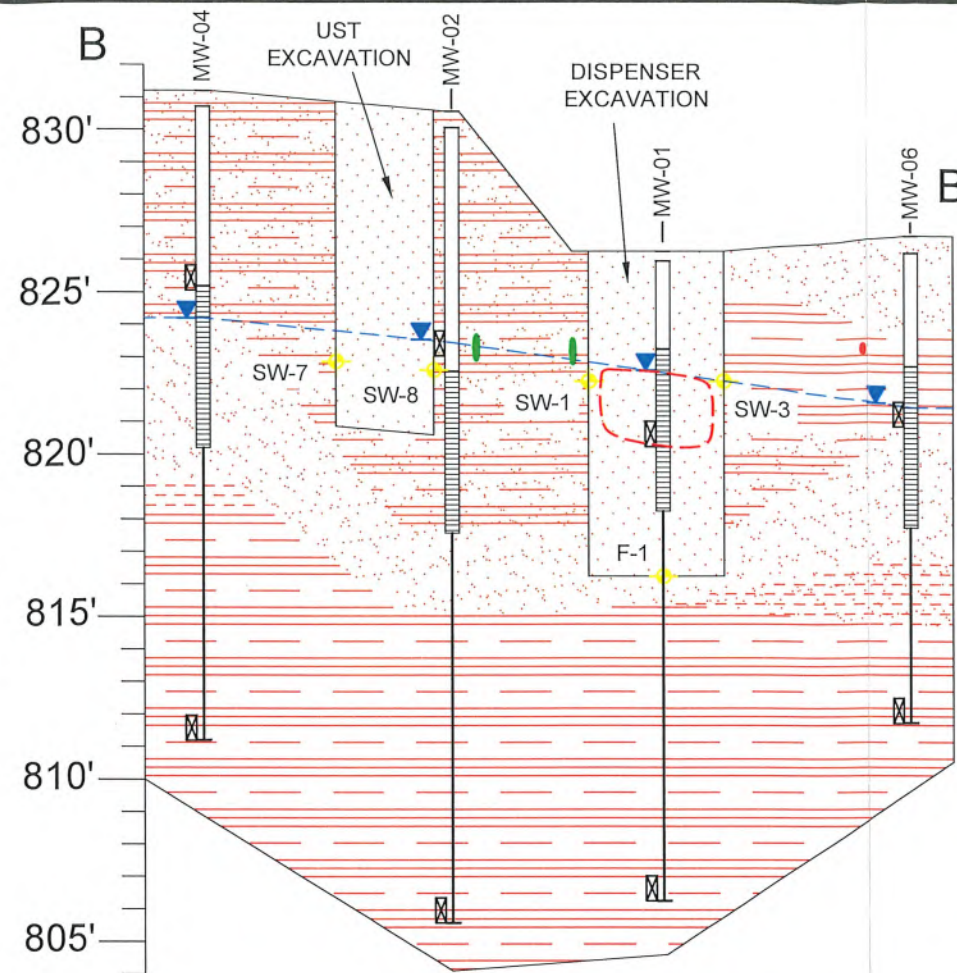 B
MW-04
UST
EXCAVATION
MW-02
DISPENSER
EXCAVATION
MW-01
MW-06
B
830'
825'
820'
815'
810'
805'
SW-7
SW-8
SW-1
SW-3
F-1